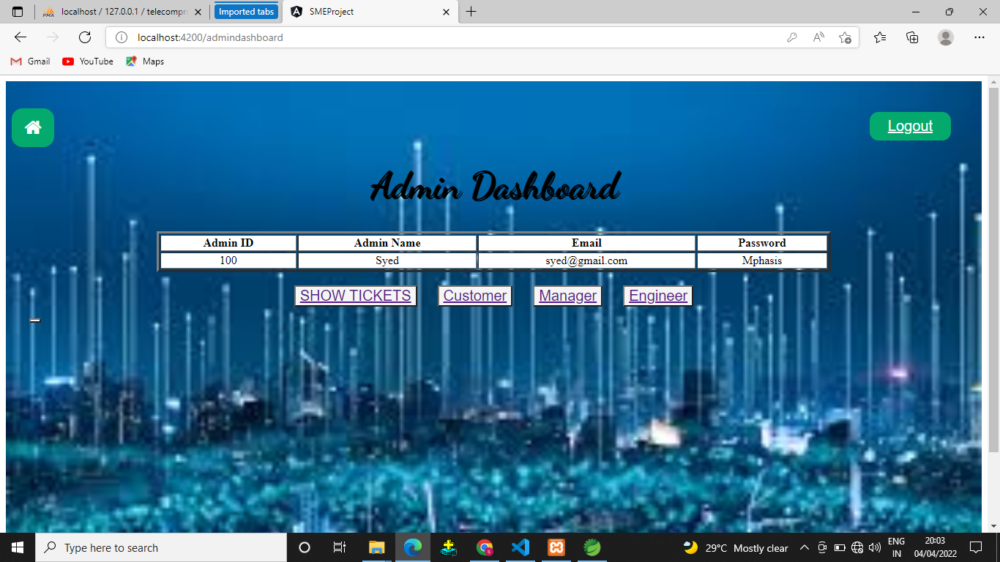 localhost / 127.0.0.1 / telecompro
Imported tabs
SMEProject
localhost:4200/admindashboard
Gmail YouTube Maps
Logout
Admin Dashboard
Admin ID Admin Name Email Password
100 Syed syed@gmail.com Mphasis
SHOW TICKETS Customer Manager Engineer
Type here to search
29°C Mostly clear
ENG
IN
20:03
04/04/2022